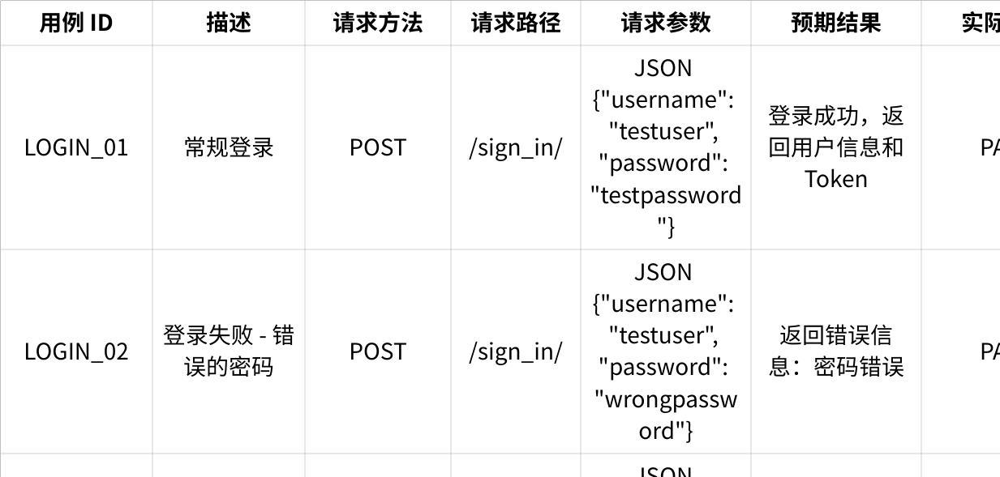 用例 ID 描述 请求方法 请求路径 请求参数 预期结果 实际
LOGIN_01
常规登录
POST
/sign_in/
JSON
{"username":
"testuser",
"password":
"testpassword
"}
登录成功，返
回用户信息和
Token
PA
LOGIN_02
登录失败 - 错
误的密码
POST
/sign_in/
JSON
{"username":
"testuser",
"password":
"wrongpassw
ord"}
返回错误信
息：密码错误
PA
JSON